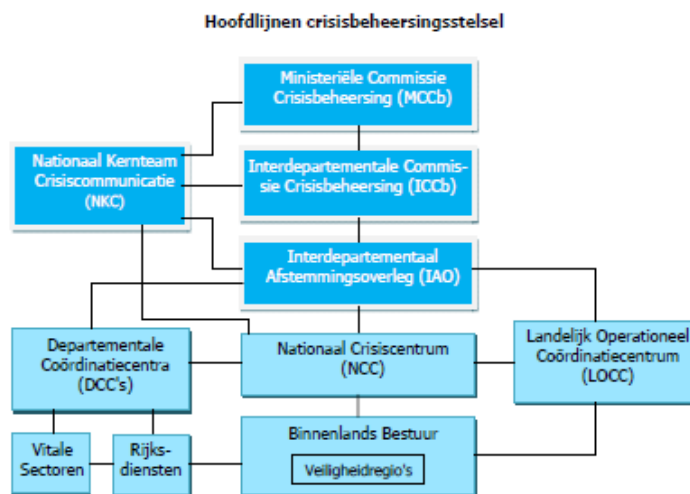 Hoofdlijnen crisisbeheersingsstelsel
Ministeriële Commissie
Crisisbeheersing (MCCb)
Nationaal Kernteam
Crisiscommunicatie
(NKC)
Interdepartementale Commis-
sie Crisisbeheersing (ICCb)
Interdepartementaal
Afstemmingsoverleg (IAO)
Departementale
Coördinatiecentra
(DCC's)
Nationaal Crisiscentrum
(NCC)
Landelijk Operationeel
Coördinatiecentrum
(LOCC)
Vitale
Sectoren
Rijks-
diensten
Binnenlands Bestuur
Veiligheidregio's